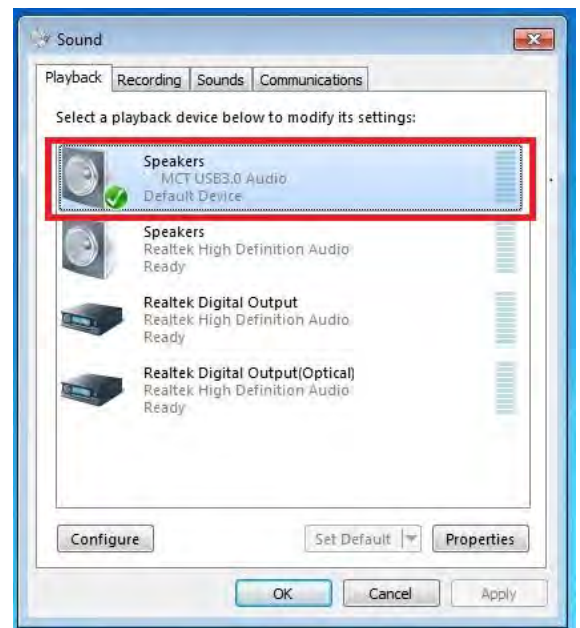 Sound
Playback Recording Sounds Communications
Select a playback device below to modify its settings:
Speakers
MCT USB3.0 Audio
Default Device
Speakers
Realtek High Definition Audio
Ready
Realtek Digital Output
Realtek High Definition Audio
Ready
Realtek Digital Output(Optical)
Realtek High Definition Audio
Ready
Configure Set Default Properties
OK Cancel Apply